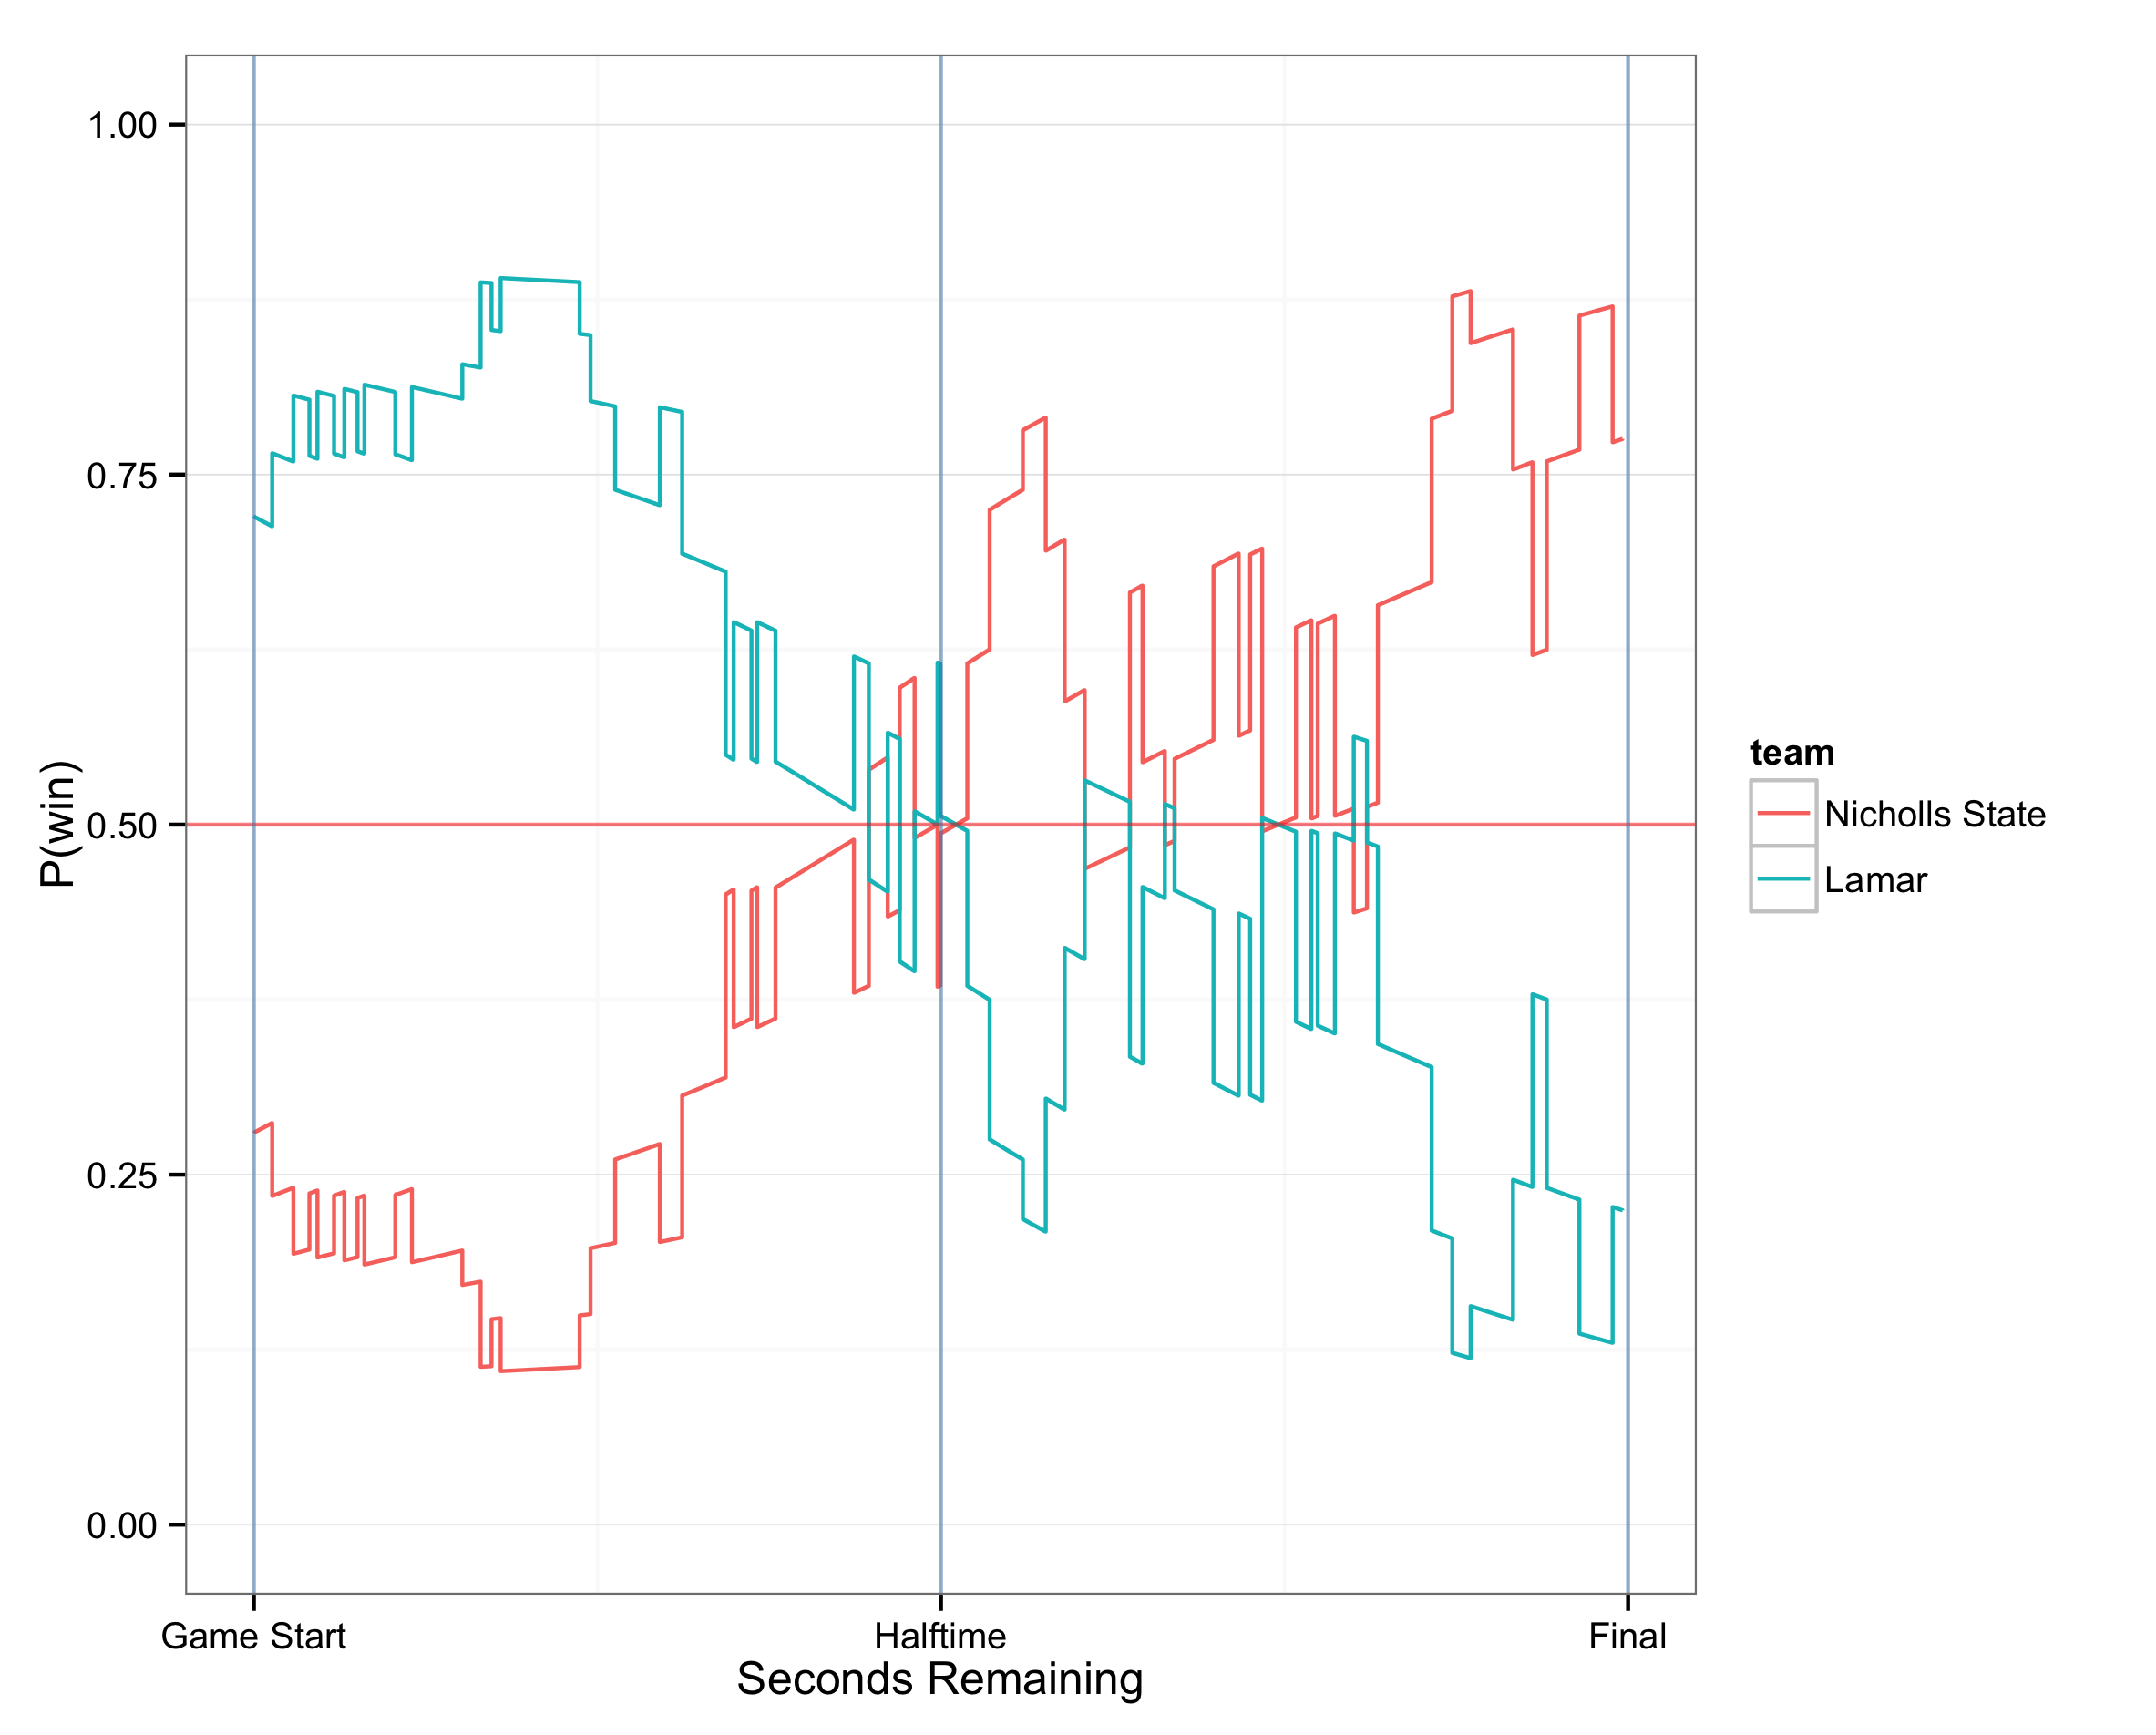 1.00
0.75
0.50
0.25
0.00
P(win)
Game Start
Halftime
Final
Seconds Remaining
team
Nicholls State
Lamar